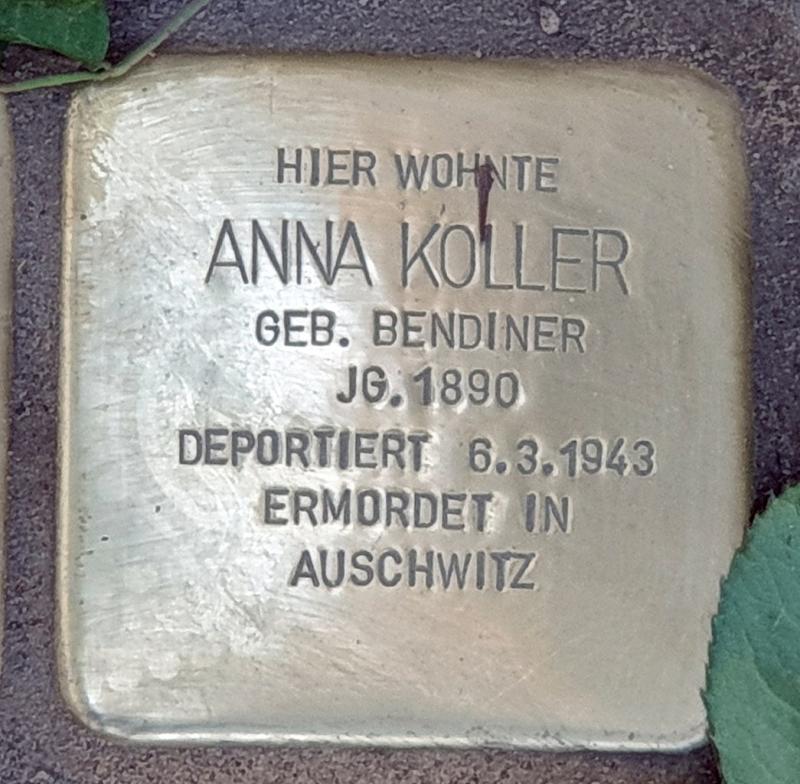 HIER WOHNTE
ANNA KOLLER
GEB. BENDINER
JG. 1890
DEPORTIERT 6.3.1943
ERMORDET IN
AUSCHWITZ